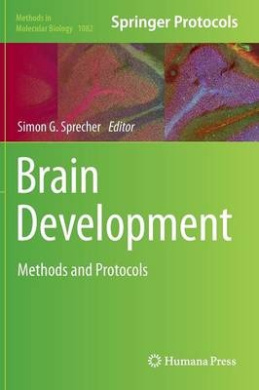 Methods in
Molecular Biology 1082
Springer Protocols
Simon G. Sprecher Editor
Brain
Development
Methods and Protocols
Humana Press